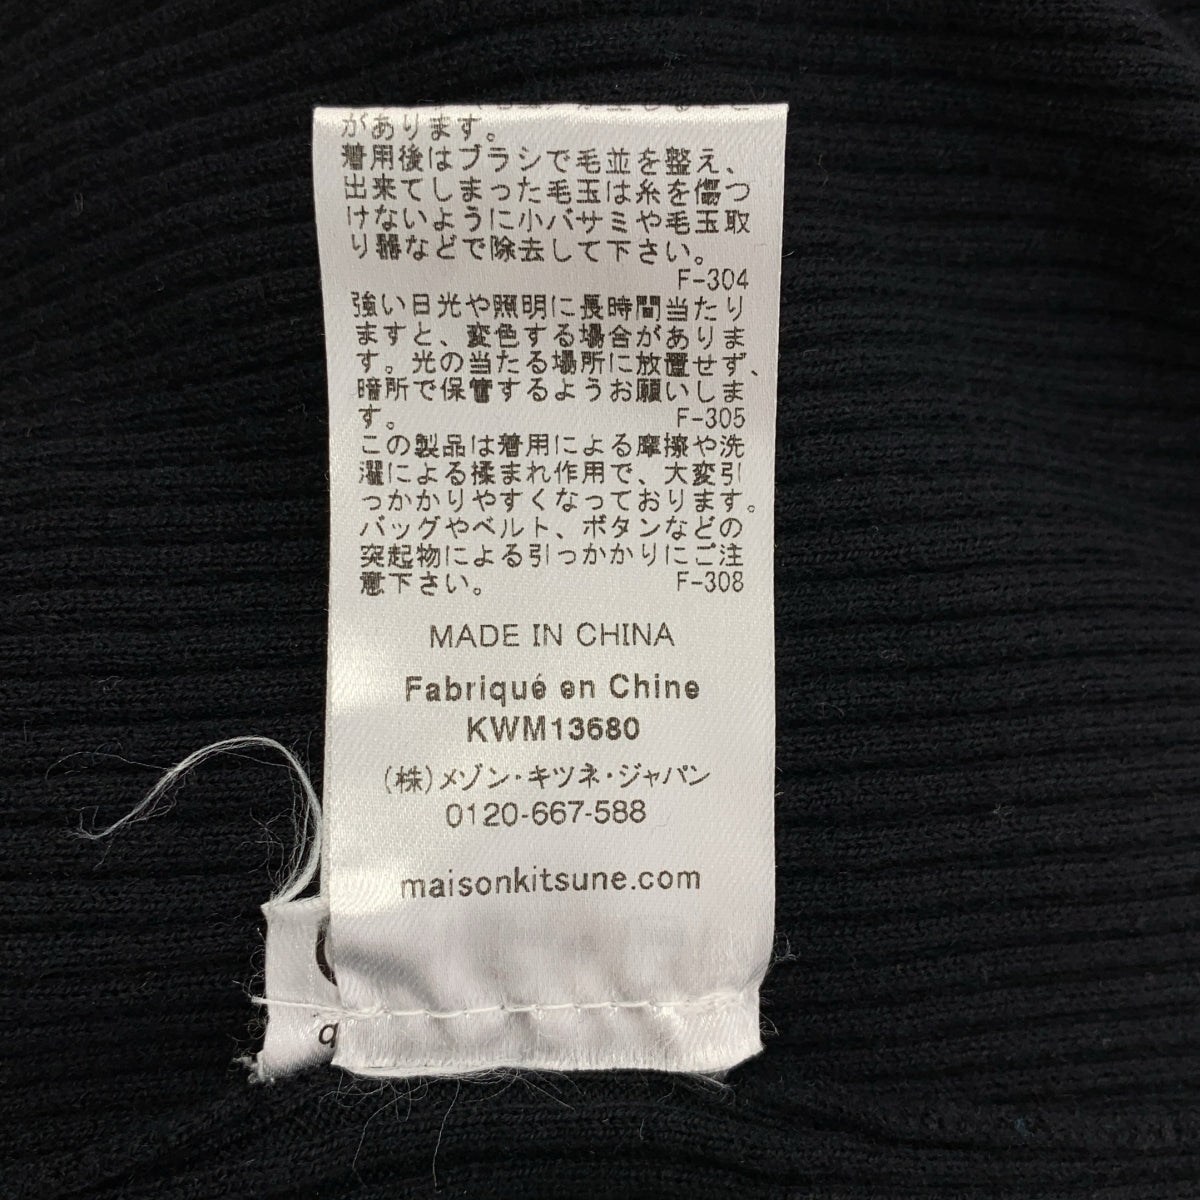 があります。
着用後はブラシで毛並を整え、
出来てしまった毛玉は糸を傷つ
けないように小バサミや毛玉取
り器などで除去して下さい。
F-304
強い日光や照明に長時間当たり
ますと、変色する場合がありま
す。光の当たる場所に放置せず、
暗所で保管するようお願いしま
す。 F-305
この製品は着用による摩擦や洗
濯による揉まれ作用で、大変引
っかかりやすくなっております。
バッグやベルト、ボタンなどの
突起物による引っかかりにご注
意下さい。 F-308
MADE IN CHINA
Fabriqué en Chine
KWM13680
(株)メゾン・キツネ・ジャパン
0120-667-588
maisonkitsune.com
q